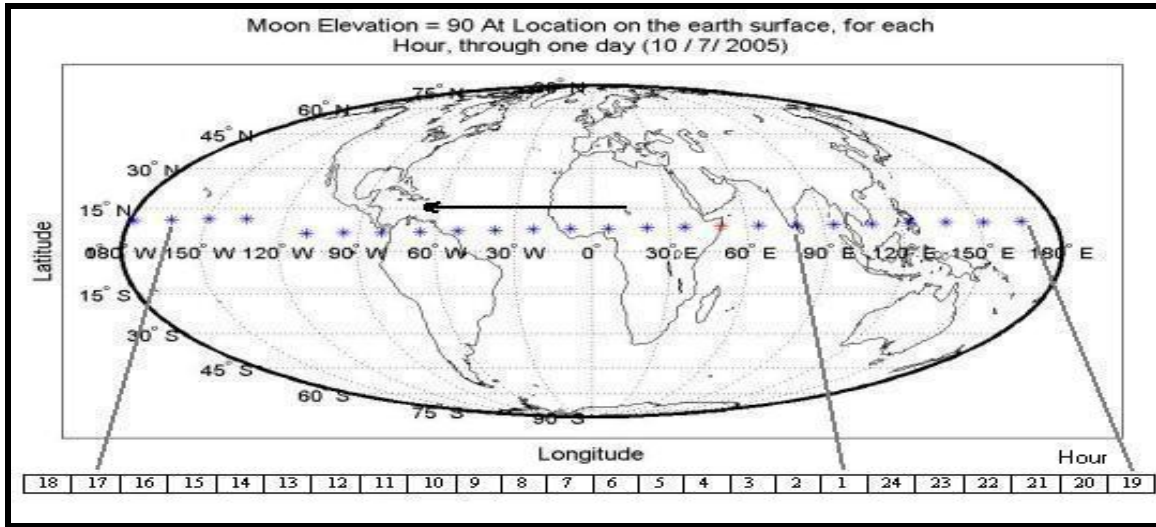 Moon Elevation = 90 At Location on the earth surface, for each
Hour, through one day (10 / 7/ 2005)
75° N
90° N
60° N
45° N
30° N
15° N
180° W 150° W 120° W 90° W 60° W 30° W 0° 30° E 60° E 90° E 120° E 150° E 180° E
15° S
30° S
45° S
60° S
75° S
90° S
Latitude
Longitude
Hour
18 17 16 15 14 13 12 11 10 9 8 7 6 5 4 3 2 1 24 23 22 21 20 19